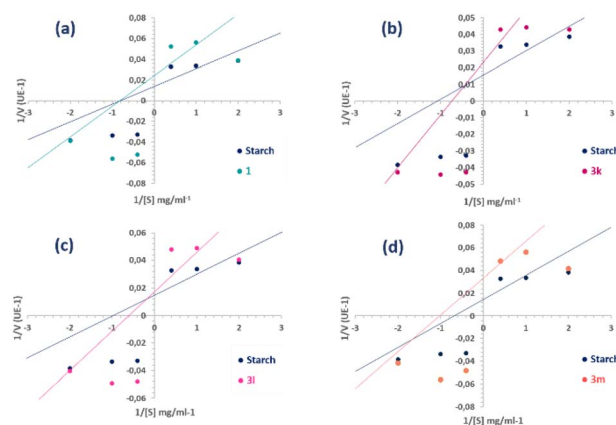 (a)
1/V (UE-1)
0,08
0,06
0,04
0,02
0
-3 -2 -1 0 1 2 3
-0,02
-0,04
-0,06
-0,08
Starch
1
1/[S] mg/ml⁻¹
(b)
1/V (UE-1)
0,05
0,04
0,03
0,02
0,01
0
-3 -2 -1 0 1 2 3
-0,01
-0,02
-0,03
-0,04
-0,05
Starch
3k
1/[S] mg/ml⁻¹
(c)
1/V (UE-1)
0,06
0,04
0,02
0
-3 -2 -1 0 1 2 3
-0,02
-0,04
-0,06
Starch
3l
1/[S] mg/ml-1
(d)
1/V (UE-1)
0,08
0,06
0,04
0,02
0
-3 -2 -1 0 1 2 3
-0,02
-0,04
-0,06
-0,08
Starch
3m
1/[S] mg/ml-1